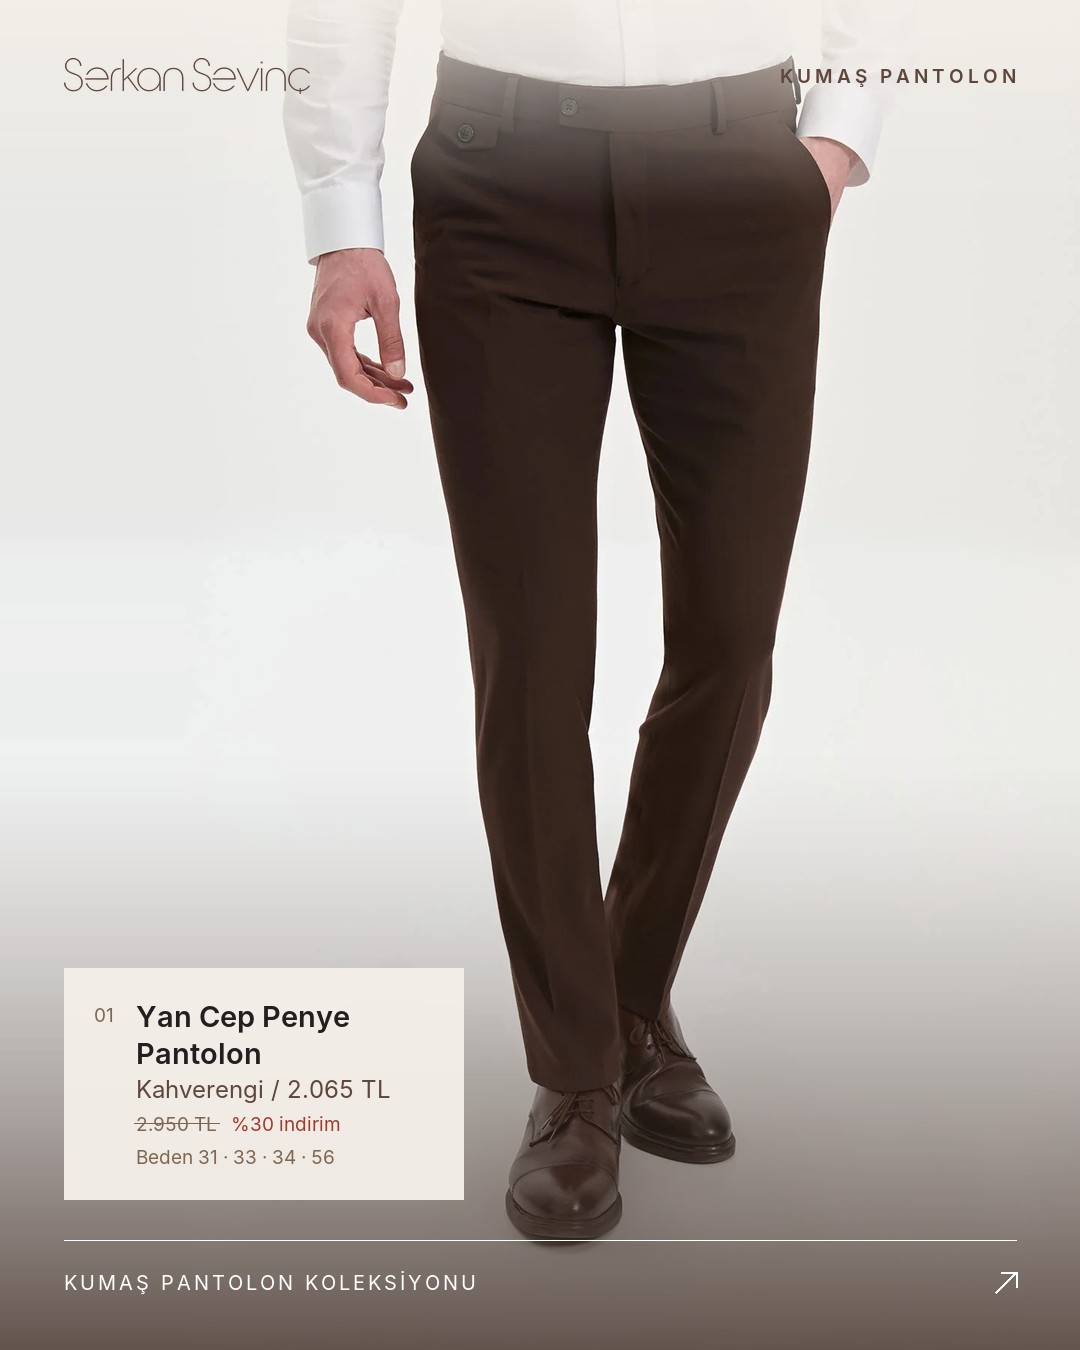 Serkan Sevinç
KUMAŞ PANTOLON
01
Yan Cep Penye
Pantolon
Kahverengi / 2.065 TL
2.950 TL %30 indirim
Beden 31 · 33 · 34 · 56
KUMAŞ PANTOLON KOLEKSİYONU